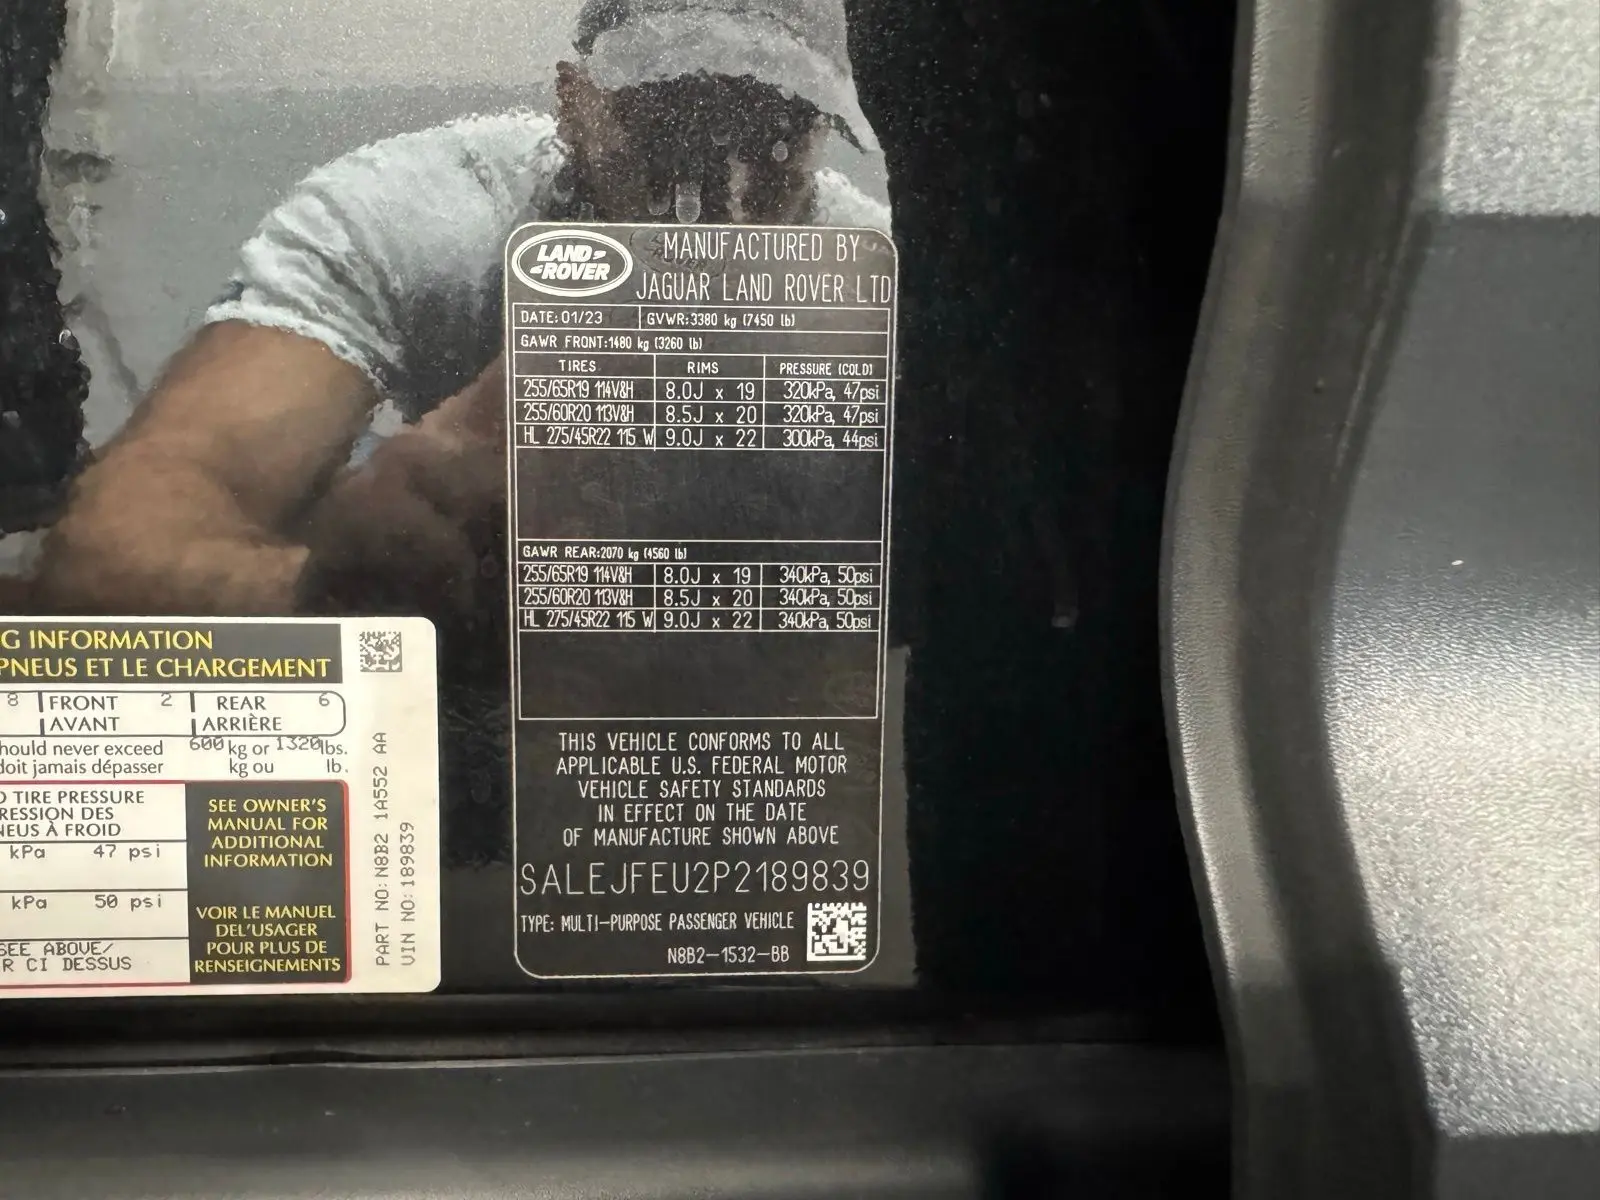 LAND
ROVER
MANUFACTURED BY
JAGUAR LAND ROVER LTD
DATE: 01/23 GVWR:3380 kg (7450 lb)
GAWR FRONT:1480 kg (3260 lb)
TIRES RIMS PRESSURE (COLD)
255/65R19 114V&H 8.0J x 19 320kPa, 47psi
255/60R20 113V&H 8.5J x 20 320kPa, 47psi
HL 275/45R22 115 W 9.0J x 22 300kPa, 44psi
GAWR REAR:2070 kg (4560 lb)
255/65R19 114V&H 8.0J x 19 340kPa, 50psi
255/60R20 113V&H 8.5J x 20 340kPa, 50psi
HL 275/45R22 115 W 9.0J x 22 340kPa, 50psi
THIS VEHICLE CONFORMS TO ALL
APPLICABLE U.S. FEDERAL MOTOR
VEHICLE SAFETY STANDARDS
IN EFFECT ON THE DATE
OF MANUFACTURE SHOWN ABOVE
SALEJFEU2P2189839
TYPE: MULTI-PURPOSE PASSENGER VEHICLE
N8B2-1532-BB
G INFORMATION
PNEUS ET LE CHARGEMENT
8 FRONT 2 REAR 6
AVANT ARRIÈRE
hould never exceed 600 kg or 1320 lbs.
doit jamais dépasser kg ou lb.
D TIRE PRESSURE
RESSION DES
NEUS À FROID
kPa 47 psi
kPa 50 psi
SEE ABOVE/
R CI DESSUS
SEE OWNER'S
MANUAL FOR
ADDITIONAL
INFORMATION
VOIR LE MANUEL
DEL'USAGER
POUR PLUS DE
RENSEIGNEMENTS
PART NO: N8B2 1A552 AA
VIN NO: 189839